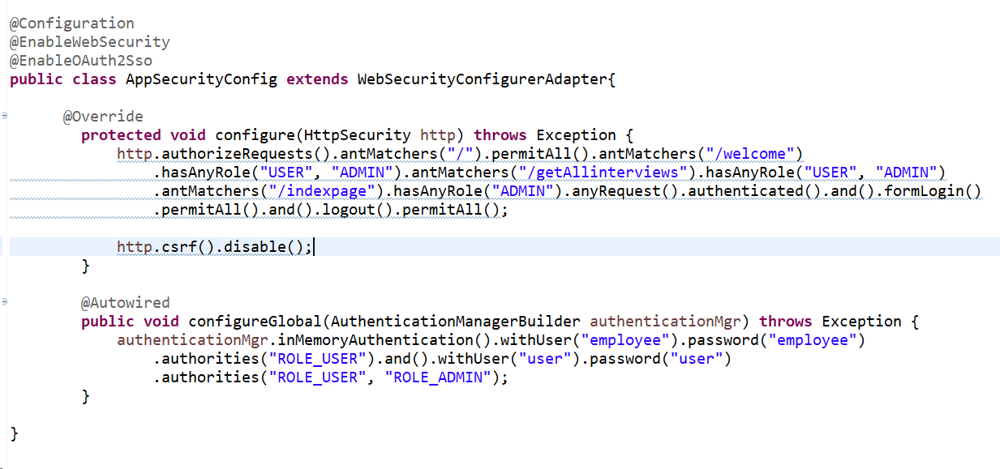 @Configuration
@EnableWebSecurity
@EnableOAuth2Sso
public class AppSecurityConfig extends WebSecurityConfigurerAdapter{
@Override
protected void configure(HttpSecurity http) throws Exception {
http.authorizeRequests().antMatchers("/").permitAll().antMatchers("/welcome")
.hasAnyRole("USER", "ADMIN").antMatchers("/getAllinterviews").hasAnyRole("USER", "ADMIN")
.antMatchers("/indexpage").hasAnyRole("ADMIN").anyRequest().authenticated().and().formLogin()
.permitAll().and().logout().permitAll();
http.csrf().disable();
}
@Autowired
public void configureGlobal(AuthenticationManagerBuilder authenticationMgr) throws Exception {
authenticationMgr.inMemoryAuthentication().withUser("employee").password("employee")
.authorities("ROLE_USER").and().withUser("user").password("user")
.authorities("ROLE_USER", "ROLE_ADMIN");
}
}